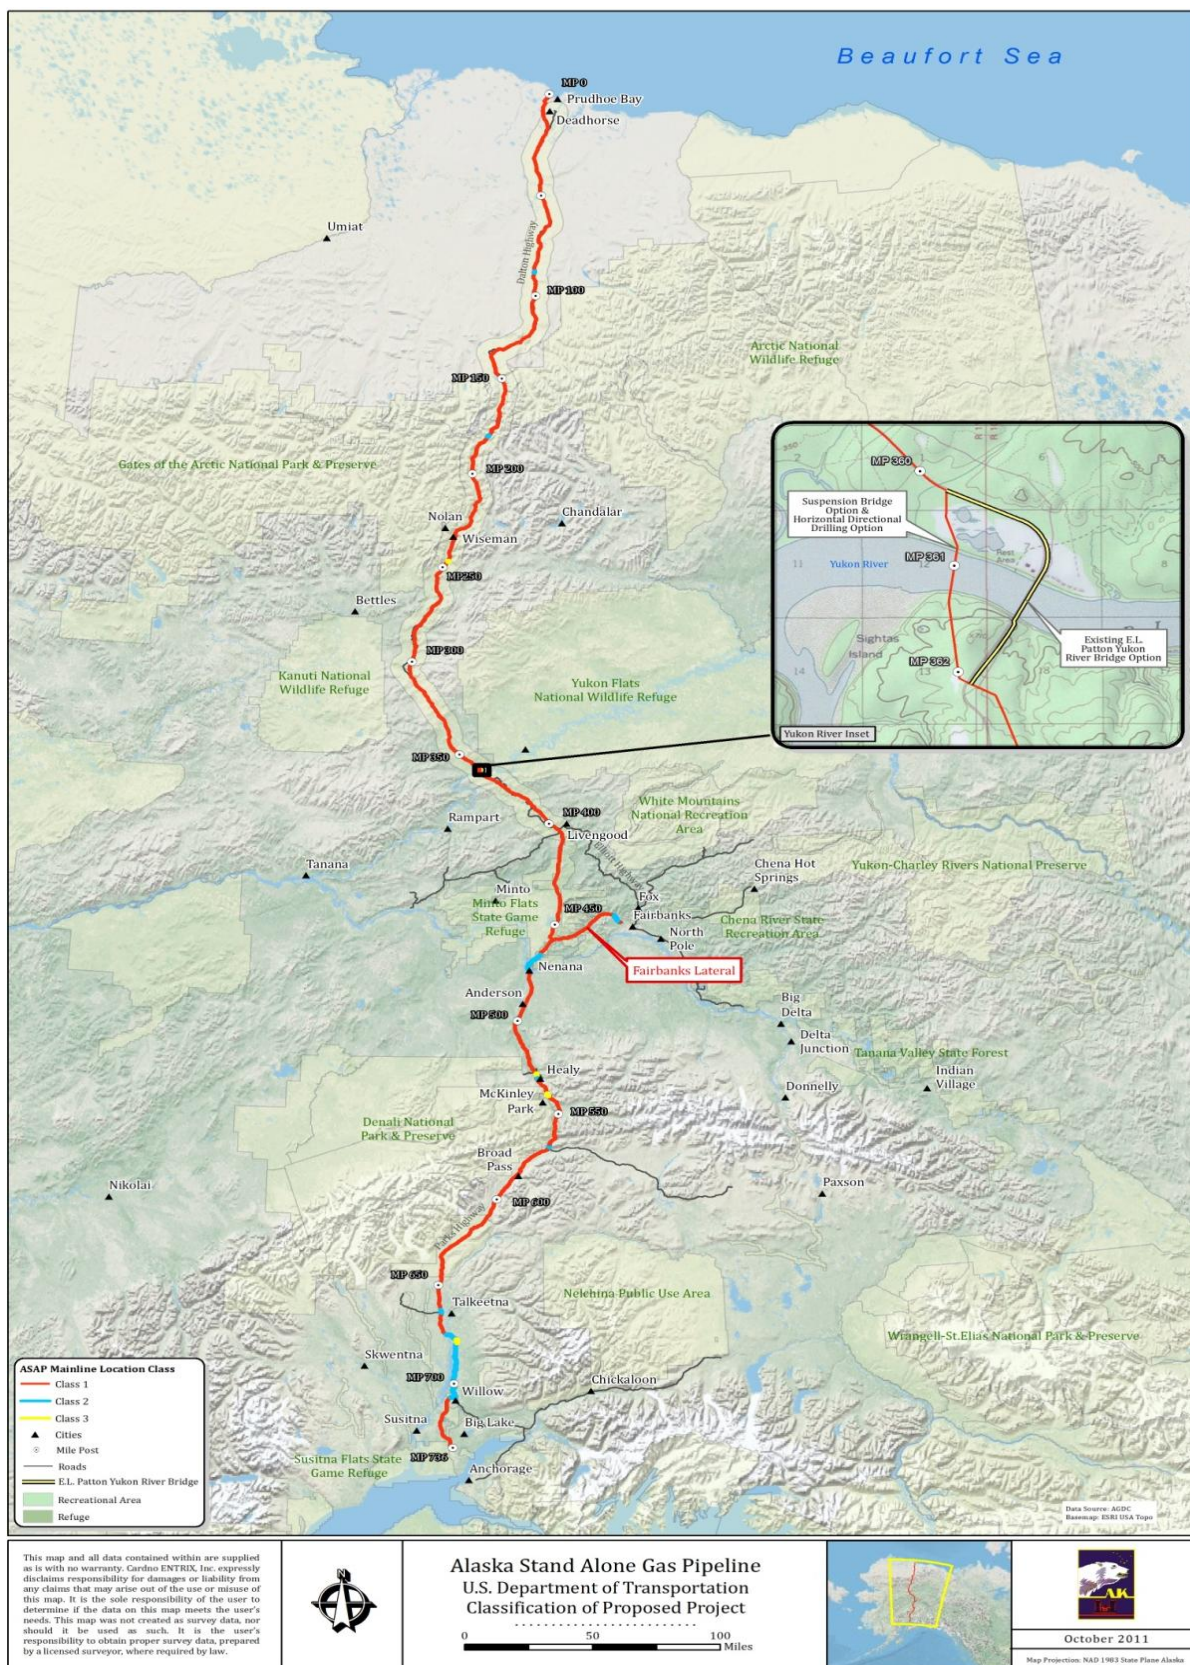 Beaufort Sea
MP 0
Prudhoe Bay
Deadhorse
Umiat
Dalton Highway
MP 100
Arctic National
Wildlife Refuge
MP 150
Gates of the Arctic National Park & Preserve
MP 200
Chandalar
Nolan
Wiseman
MP250
Bettles
MP 300
Kanuti National
Wildlife Refuge
Yukon Flats
National Wildlife Refuge
MP 350
MP 360
Suspension Bridge
Option &
Horizontal Directional
Drilling Option
MP 361
Yukon River
Rest
Area
11
12
7
8
Sightas
Island
Existing E.L.
Patton Yukon
River Bridge Option
MP 362
14
13
18
Yukon River Inset
MP 400
Livengood
White Mountains
National Recreation
Area
Rampart
Elliott Highway
Tanana
Chena Hot
Springs
Yukon-Charley Rivers National Preserve
Minto
Minto Flats
State Game
Refuge
MP 450
Fox
Fairbanks
North
Pole
Chena River State
Recreation Area
Nenana
Fairbanks Lateral
Anderson
MP 500
Big
Delta
Delta
Junction
Tanana Valley State Forest
Indian
Village
Healy
McKinley
Park
MP 550
Donnelly
Denali National
Park & Preserve
Broad
Pass
Nikolai
Paxson
MP 600
Parks Highway
MP 650
Talkeetna
Nelchina Public Use Area
Wrangell-St.Elias National Park & Preserve
Skwentna
MP 700
Willow
Chickaloon
Susitna
Big Lake
MP 736
Susitna Flats State
Game Refuge
Anchorage
ASAP Mainline Location Class
Class 1
Class 2
Class 3
Cities
Mile Post
Roads
E.L. Patton Yukon River Bridge
Recreational Area
Refuge
Data Source: AGDC
Basemap: ESRI USA Topo
This map and all data contained within are supplied
as is with no warranty. Cardno ENTRIX, Inc. expressly
disclaims responsibility for damages or liability from
any claims that may arise out of the use or misuse of
this map. It is the sole responsibility of the user to
determine if the data on this map meets the user's
needs. This map was not created as survey data, nor
should it be used as such. It is the user's
responsibility to obtain proper survey data, prepared
by a licensed surveyor, where required by law.
N
Alaska Stand Alone Gas Pipeline
U.S. Department of Transportation
Classification of Proposed Project
0 50 100
Miles
AK
October 2011
Map Projection: NAD 1983 State Plane Alaska